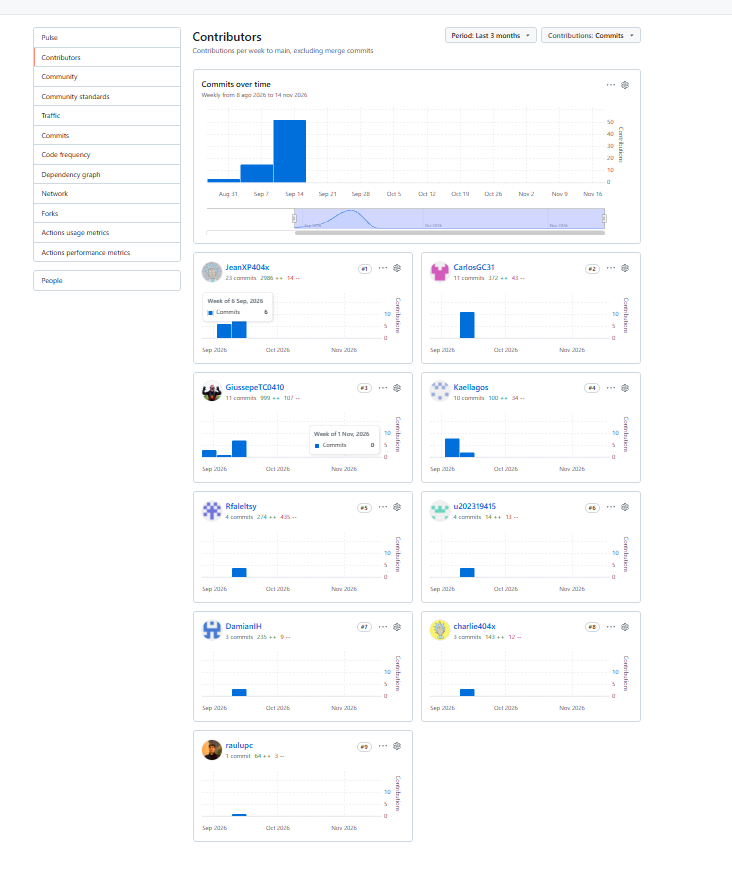 Pulse
Contributors
Community
Community standards
Traffic
Commits
Code frequency
Dependency graph
Network
Forks
Actions usage metrics
Actions performance metrics
People
Contributors
Period: Last 3 months
Contributions: Commits
Contributions per week to main, excluding merge commits
Commits over time
Weekly from 8 ago 2026 to 14 nov 2026
50
40
30
20
10
0
Contributions
Aug 31 Sep 7 Sep 14 Sep 21 Sep 28 Oct 5 Oct 12 Oct 19 Oct 26 Nov 2 Nov 9 Nov 16
JeanXP404x
#1
23 commits 2986 ++ 14 --
Week of 6 Sep, 2026
Commits 6
10
5
0
Contributions
Sep 2026 Oct 2026 Nov 2026
CarlosGC31
#2
11 commits 372 ++ 43 --
10
5
0
Contributions
Sep 2026 Oct 2026 Nov 2026
GiussepeTC0410
#3
11 commits 999 ++ 107 --
Week of 1 Nov, 2026
Commits 0
10
5
0
Contributions
Sep 2026 Oct 2026 Nov 2026
Kaellagos
#4
10 commits 100 ++ 34 --
10
5
0
Contributions
Sep 2026 Oct 2026 Nov 2026
#5
4 commits 274 ++ 435 --
10
5
0
Contributions
Sep 2026 Oct 2026 Nov 2026
u202319415
#6
4 commits 14 ++ 13 --
10
5
0
Contributions
Sep 2026 Oct 2026 Nov 2026
DamianIH
#7
3 commits 235 ++ 9 --
10
5
0
Contributions
Sep 2026 Oct 2026 Nov 2026
charlie404x
#8
3 commits 143 ++ 12 --
10
5
0
Contributions
Sep 2026 Oct 2026 Nov 2026
raulupc
#9
1 commit 64 ++ 3 --
10
5
0
Contributions
Sep 2026 Oct 2026 Nov 2026